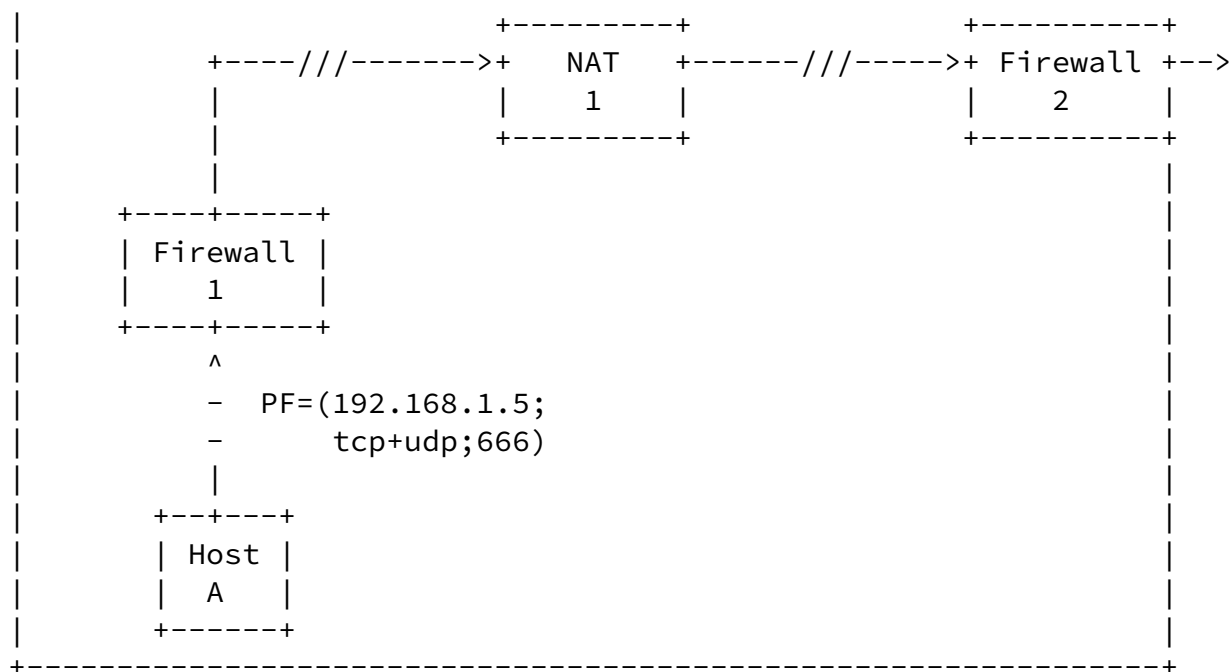 NAT
Firewall
1
2
Firewall
1
PF=(192.168.1.5;
tcp+udp;666)
Host
A